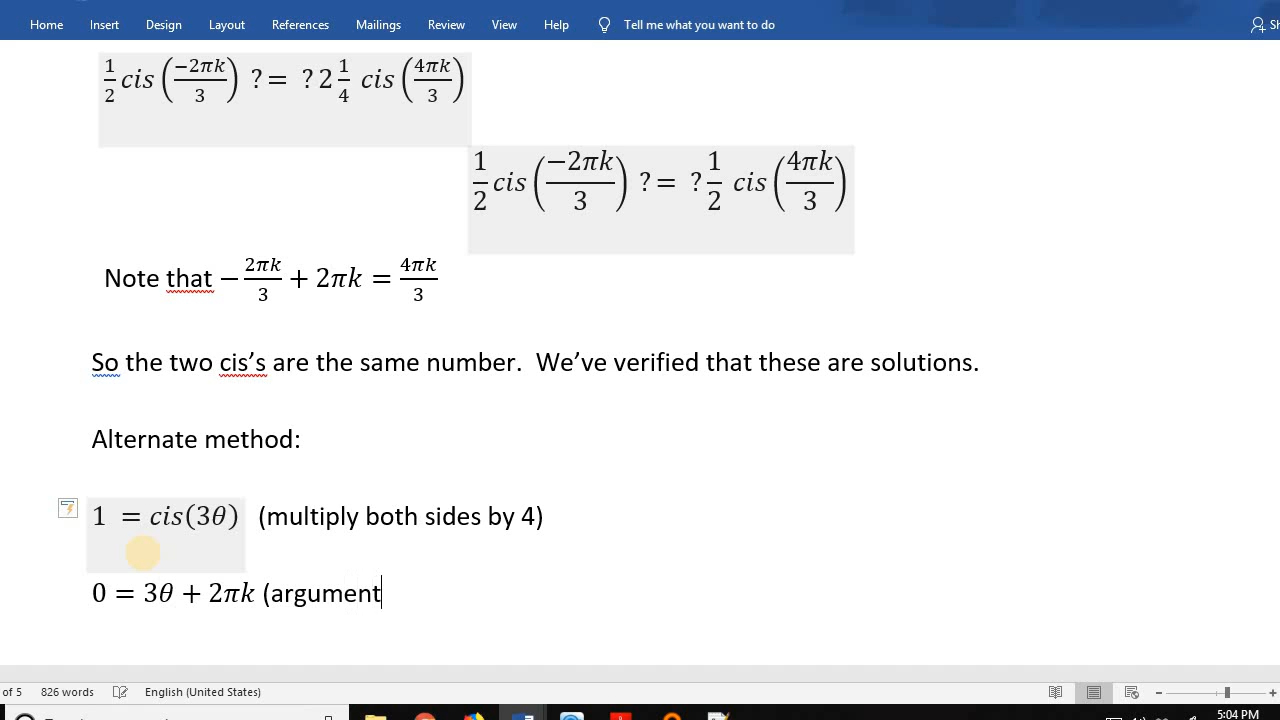 Home Insert Design Layout References Mailings Review View Help Tell me what you want to do Sh
1/2 cis (−2πk/3) ?= ?2 1/4 cis (4πk/3)
1/2 cis (−2πk/3) ?= ? 1/2 cis (4πk/3)
Note that − 2πk/3 + 2πk = 4πk/3
So the two cis’s are the same number. We’ve verified that these are solutions.
Alternate method:
1 = cis(3θ) (multiply both sides by 4)
0 = 3θ + 2πk (argument
of 5 826 words English (United States)
5:04 PM